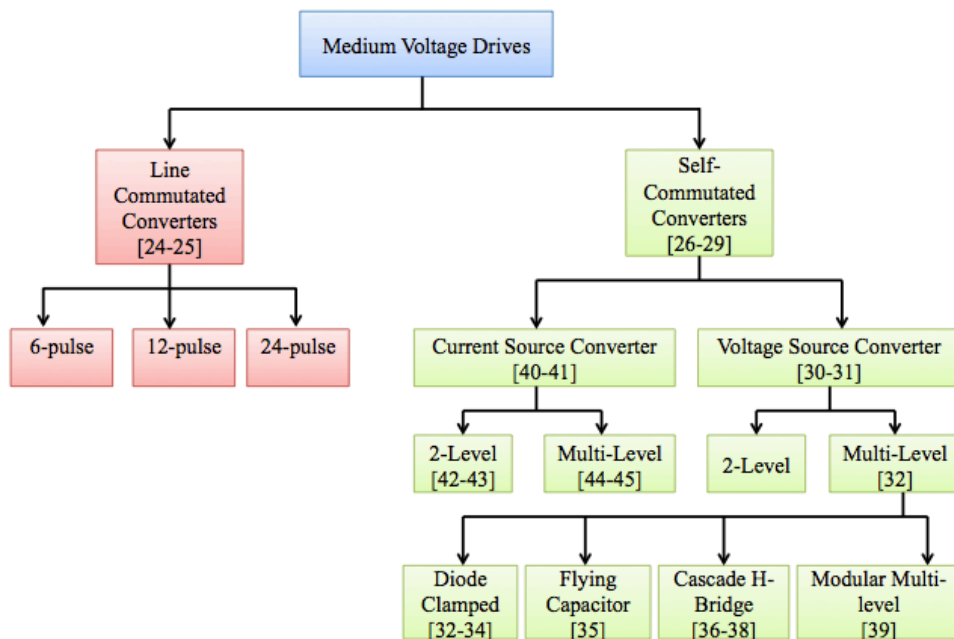 Medium Voltage Drives
Line
Commutated
Converters
[24-25]
Self-
Commutated
Converters
[26-29]
6-pulse
12-pulse
24-pulse
Current Source Converter
[40-41]
Voltage Source Converter
[30-31]
2-Level
[42-43]
Multi-Level
[44-45]
2-Level
Multi-Level
[32]
Diode
Clamped
[32-34]
Flying
Capacitor
[35]
Cascade H-
Bridge
[36-38]
Modular Multi-
level
[39]